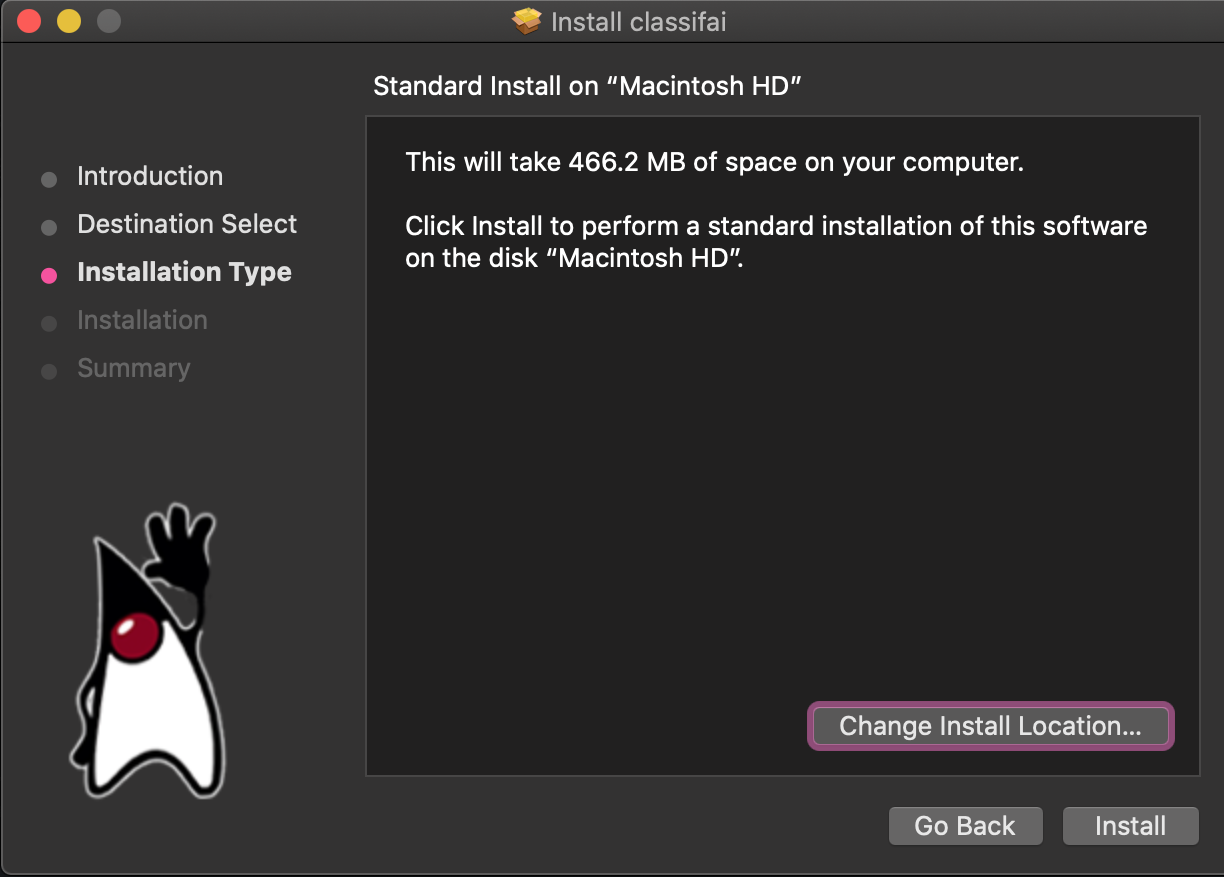 Install classifai
Standard Install on “Macintosh HD”
Introduction
Destination Select
Installation Type
Installation
Summary
This will take 466.2 MB of space on your computer.
Click Install to perform a standard installation of this software
on the disk “Macintosh HD”.
Change Install Location...
Go Back
Install